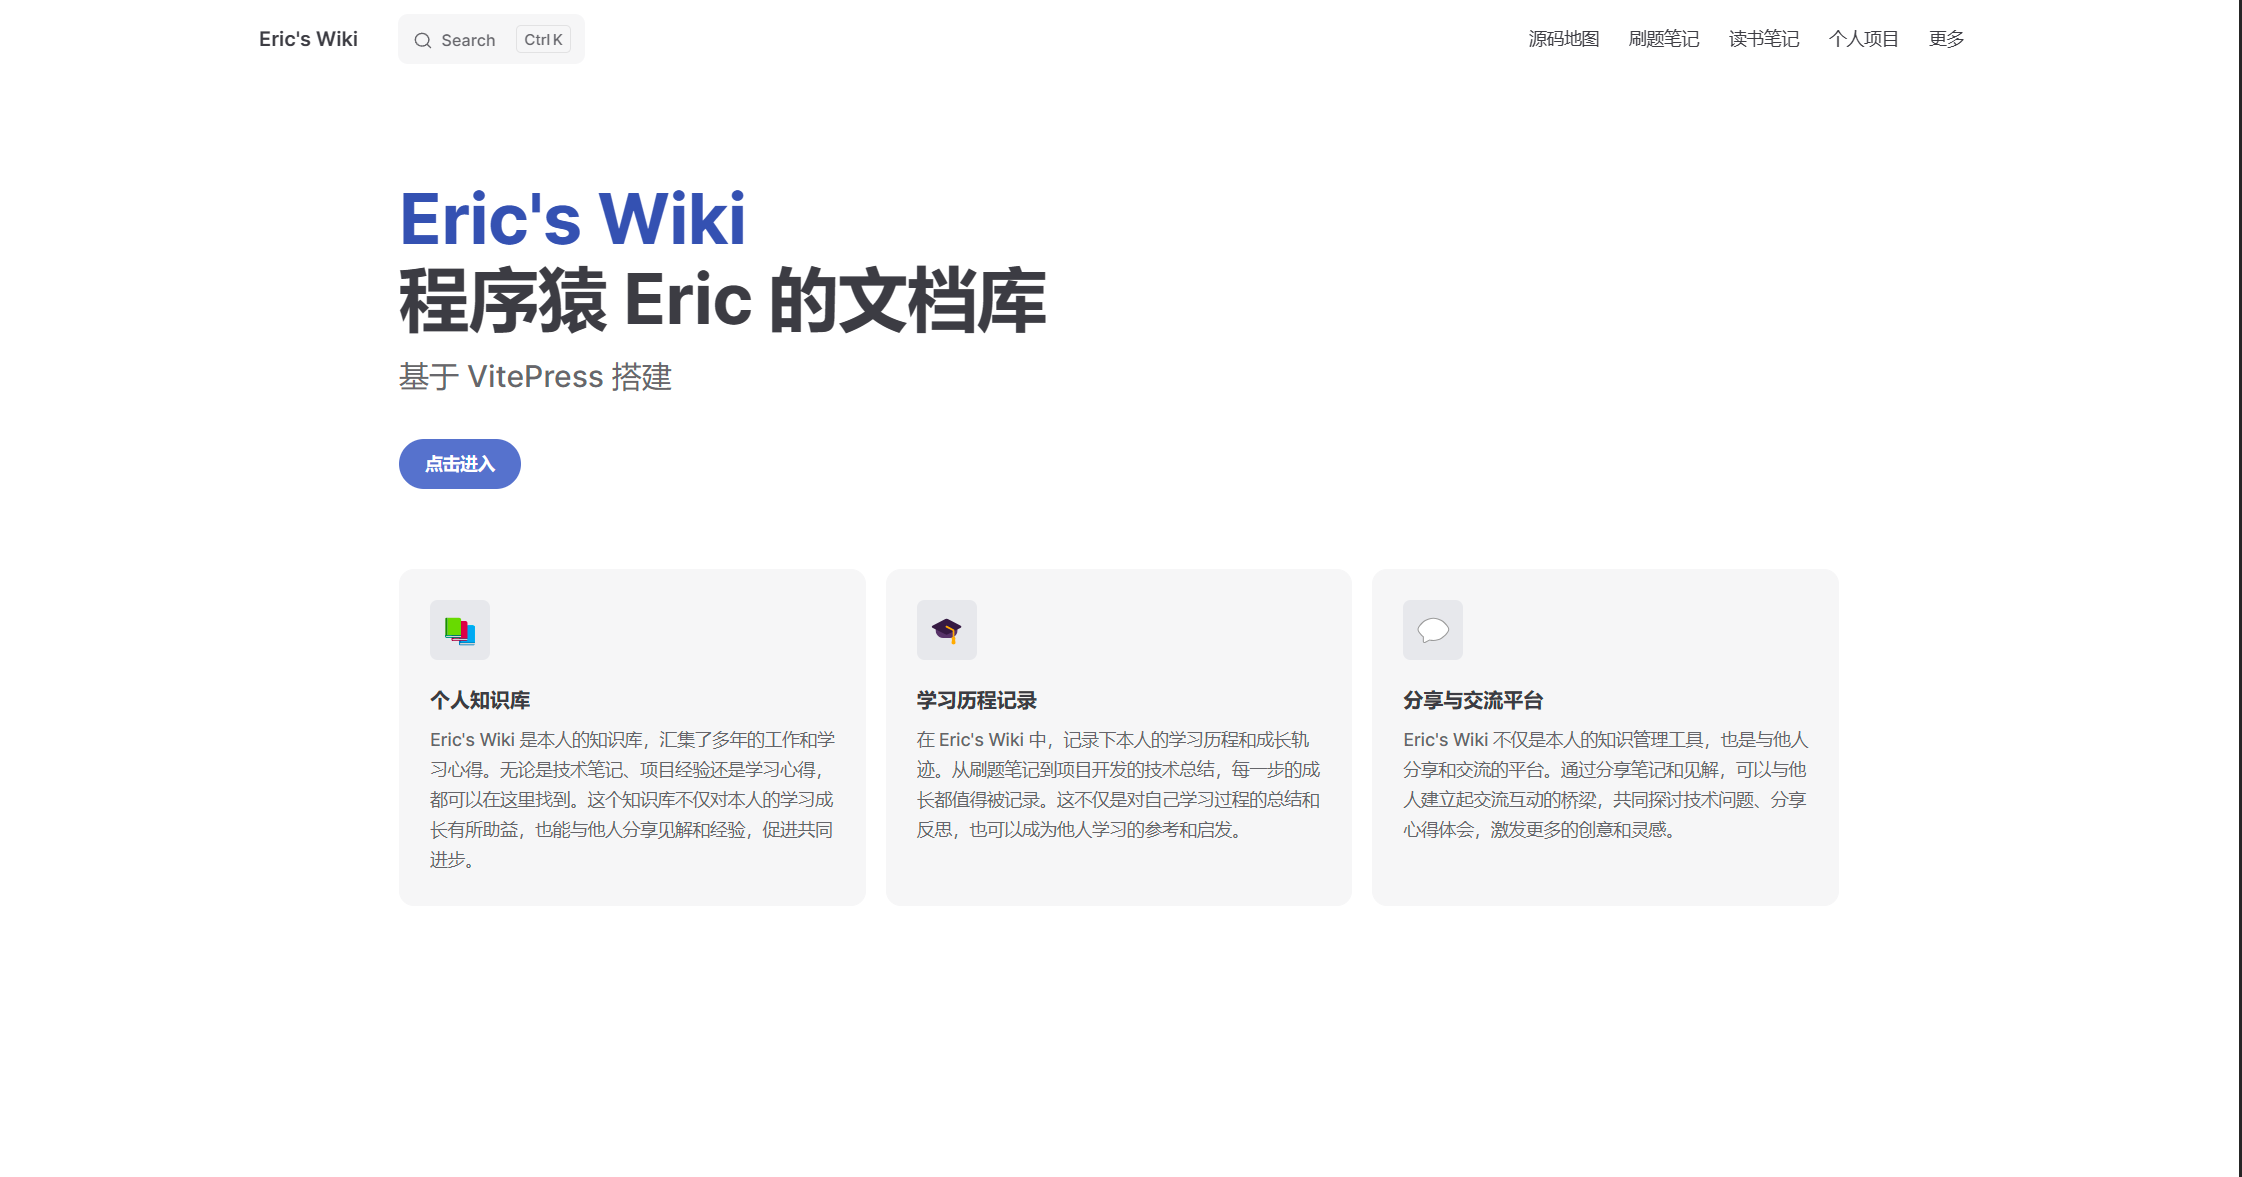 Eric's Wiki
Search Ctrl K
源码地图 刷题笔记 读书笔记 个人项目 更多
Eric's Wiki
程序猿 Eric 的文档库
基于 VitePress 搭建
点击进入
个人知识库
Eric's Wiki 是本人的知识库，汇集了多年的工作和学
习心得。无论是技术笔记、项目经验还是学习心得，
都可以在这里找到。这个知识库不仅对本人的学习成
长有所助益，也能与他人分享见解和经验，促进共同
进步。
学习历程记录
在 Eric's Wiki 中，记录下本人的学习历程和成长轨
迹。从刷题笔记到项目开发的技术总结，每一步的成
长都值得被记录。这不仅是对自己学习过程的总结和
反思，也可以成为他人学习的参考和启发。
分享与交流平台
Eric's Wiki 不仅是本人的知识管理工具，也是与他人
分享和交流的平台。通过分享笔记和见解，可以与他
人建立起交流互动的桥梁，共同探讨技术问题、分享
心得体会，激发更多的创意和灵感。